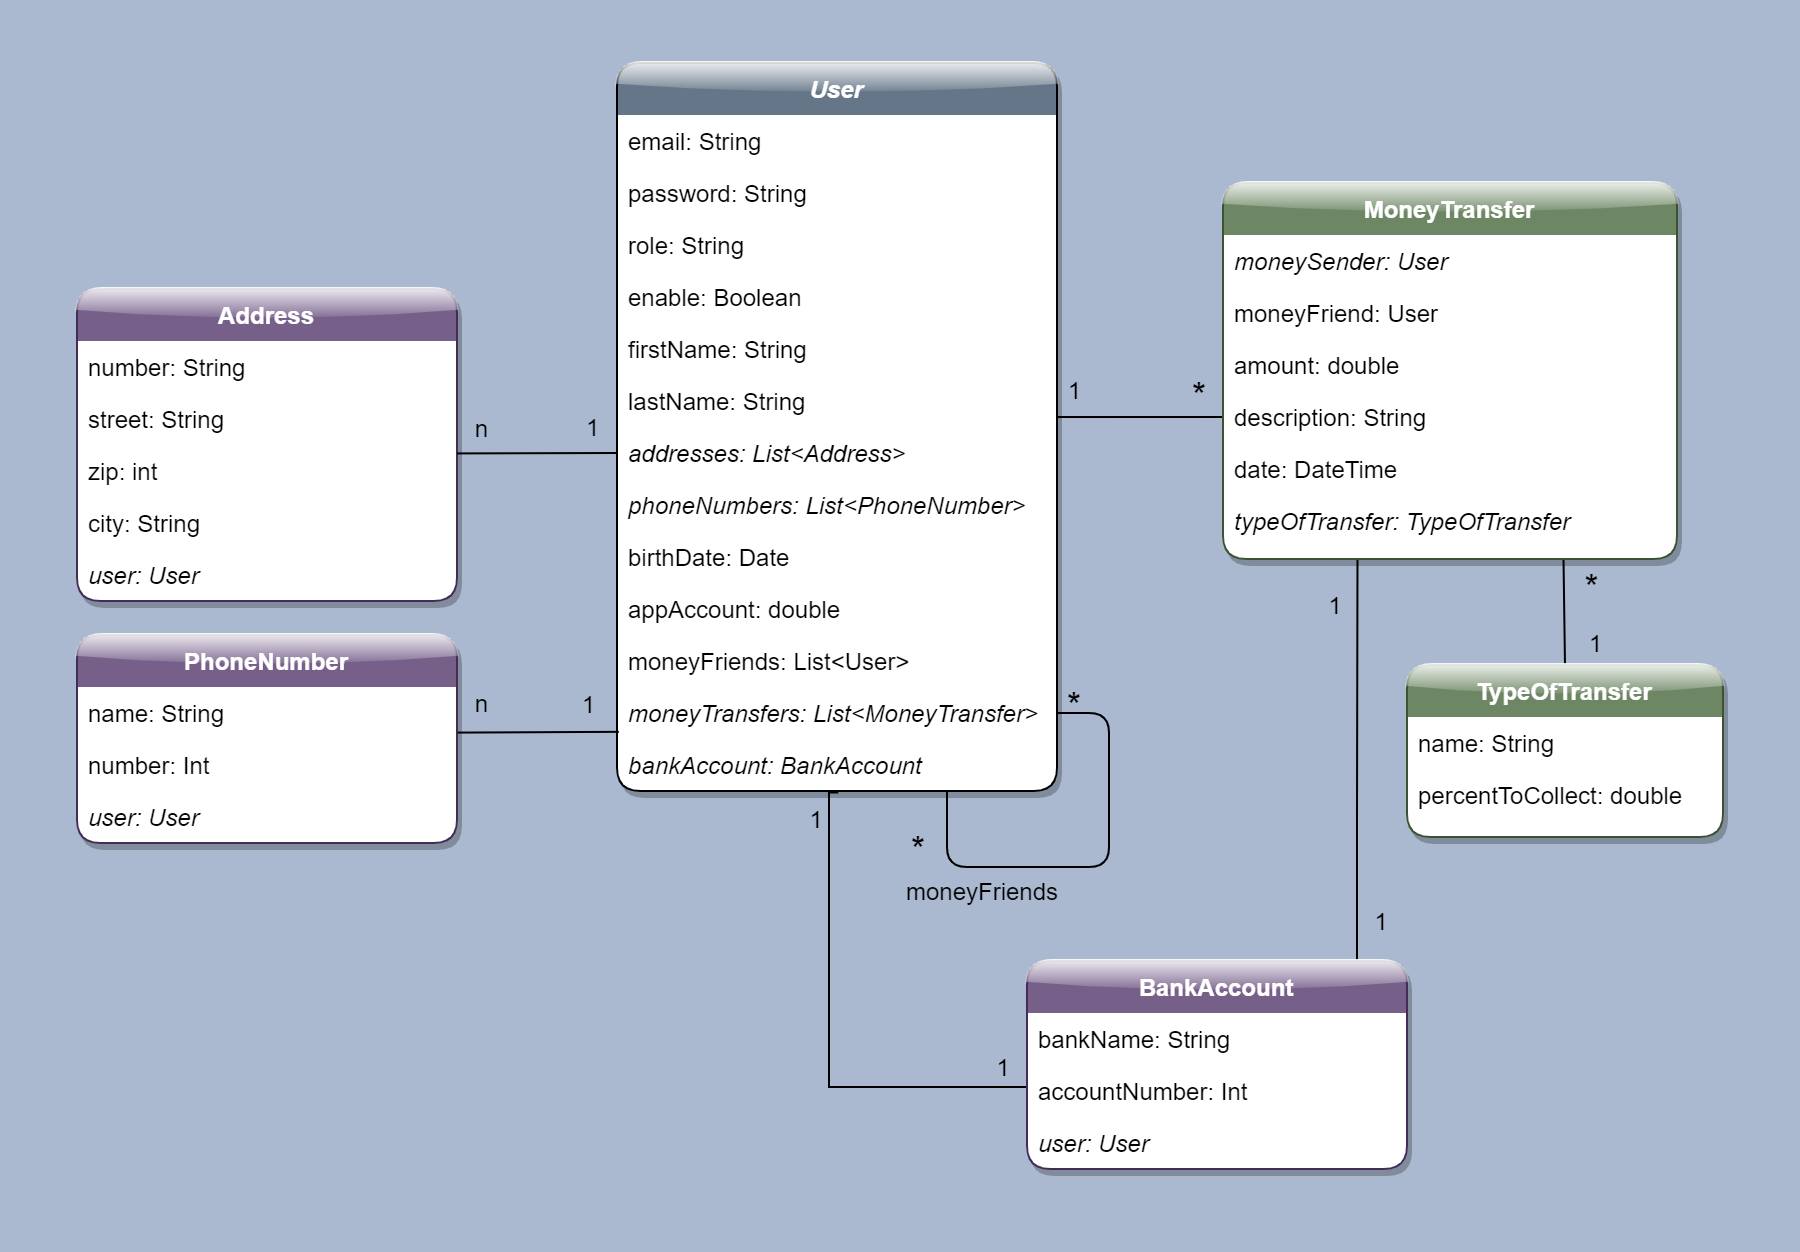 User
email: String
password: String
role: String
enable: Boolean
firstName: String
lastName: String
addresses: List<Address>
phoneNumbers: List<PhoneNumber>
birthDate: Date
appAccount: double
moneyFriends: List<User>
moneyTransfers: List<MoneyTransfer>
bankAccount: BankAccount
MoneyTransfer
moneySender: User
moneyFriend: User
amount: double
description: String
date: DateTime
typeOfTransfer: TypeOfTransfer
Address
number: String
street: String
zip: int
city: String
user: User
n 1
1 *
PhoneNumber
name: String
number: Int
user: User
n 1
*
*
moneyFriends
1
1
1
1
*
1
TypeOfTransfer
name: String
percentToCollect: double
BankAccount
bankName: String
accountNumber: Int
user: User